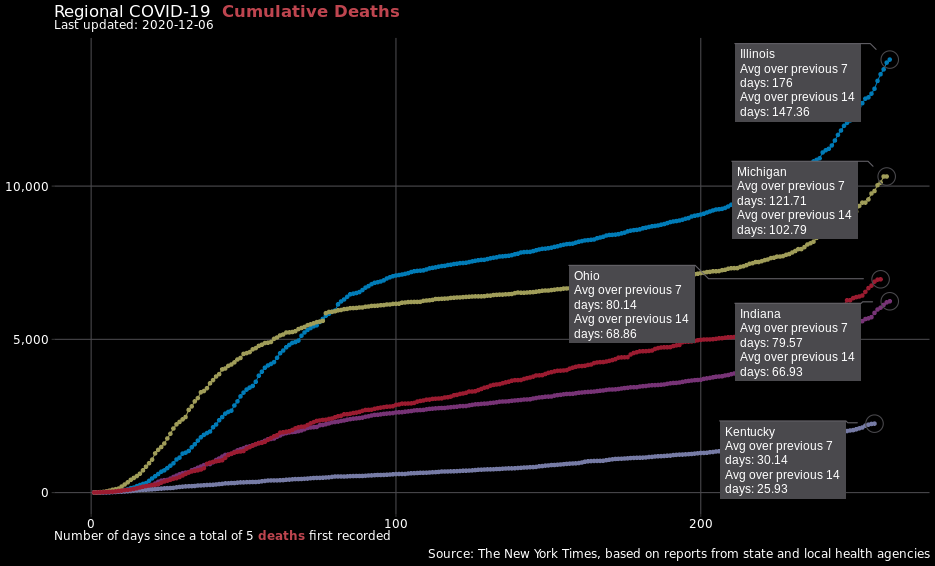 Regional COVID-19 Cumulative Deaths
Last updated: 2020-12-06
Illinois
Avg over previous 7
days: 176
Avg over previous 14
days: 147.36
Michigan
Avg over previous 7
days: 121.71
Avg over previous 14
days: 102.79
10,000
Ohio
Avg over previous 7
days: 80.14
Avg over previous 14
days: 68.86
Indiana
Avg over previous 7
days: 79.57
Avg over previous 14
days: 66.93
5,000
Kentucky
Avg over previous 7
days: 30.14
Avg over previous 14
days: 25.93
0
0 100 200
Number of days since a total of 5 deaths first recorded
Source: The New York Times, based on reports from state and local health agencies